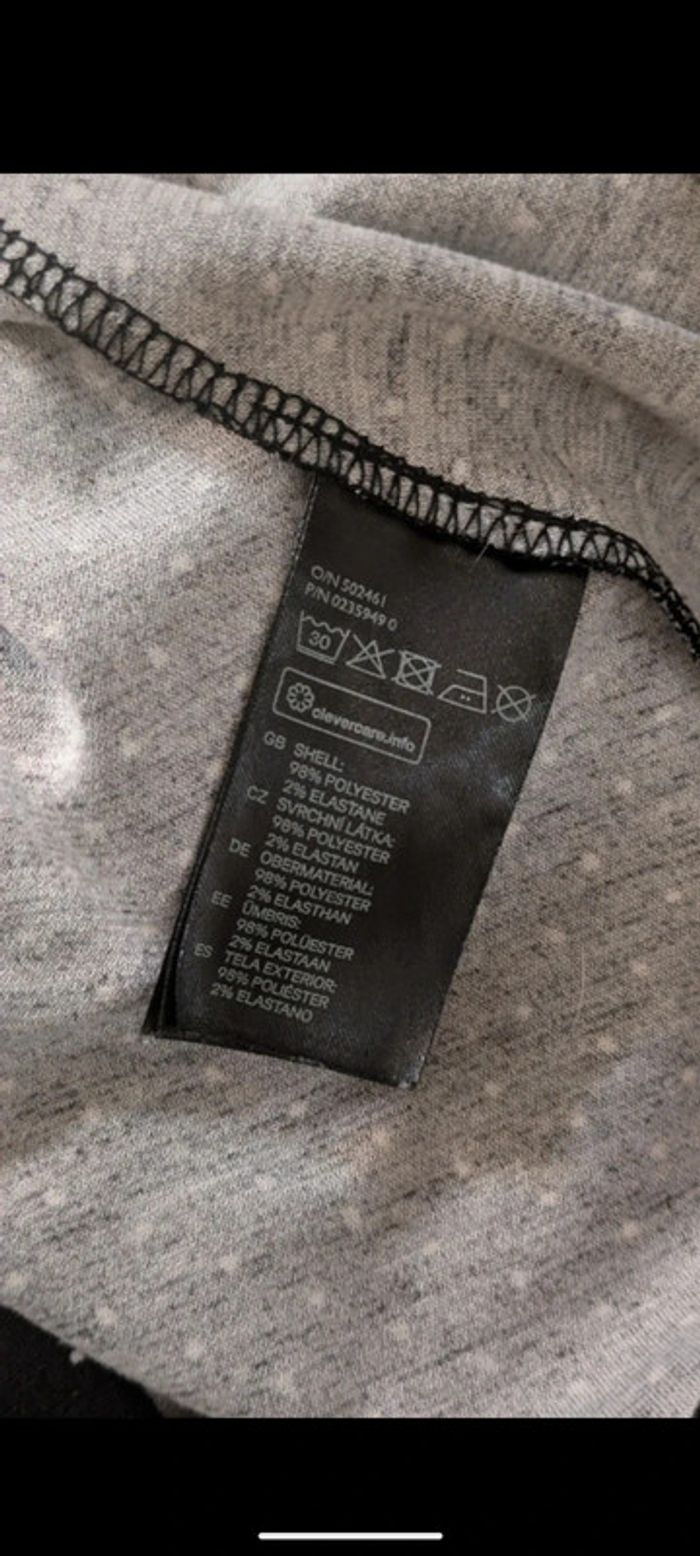 O/N 502461
P/N 0235949 0
30
clevercare.info
GB SHELL:
98% POLYESTER
2% ELASTANE
CZ SVRCHNÍ LÁTKA:
98% POLYESTER
2% ELASTAN
DE OBERMATERIAL:
98% POLYESTER
2% ELASTHAN
EE ÜMBRIS:
98% POLÜESTER
2% ELASTAAN
ES TELA EXTERIOR:
98% POLIÉSTER
2% ELASTANO